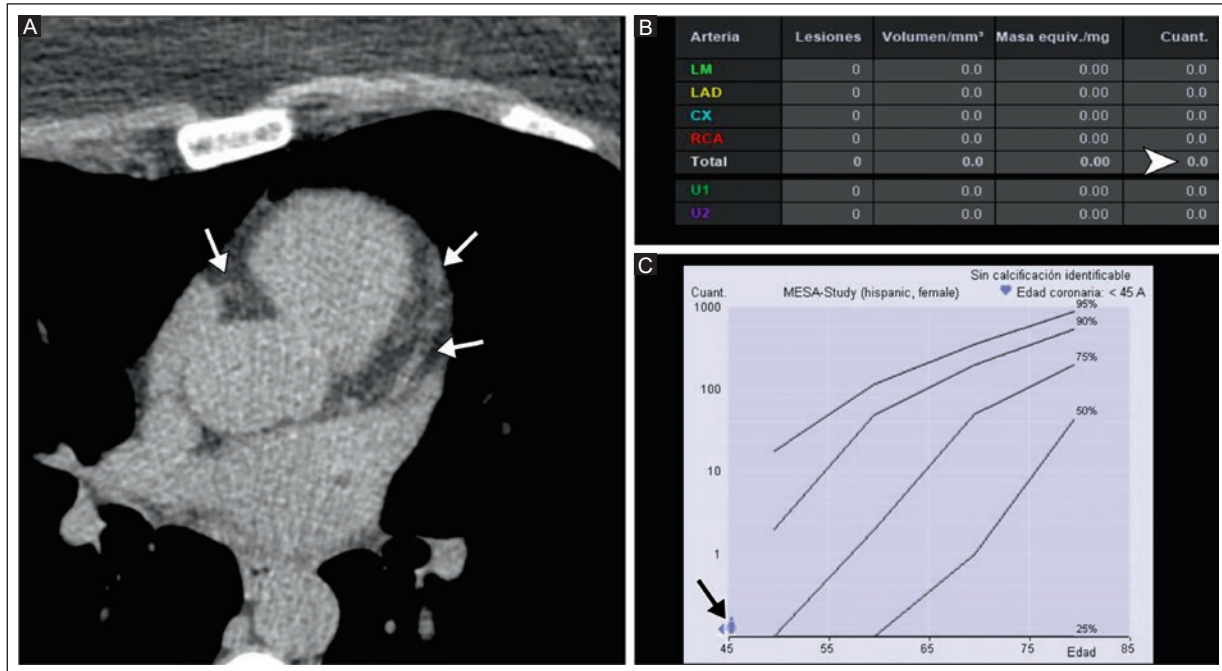 A
B
Arteria Lesiones Volumen/mm³ Masa equiv./mg Cuant.
LM 0 0.0 0.00 0.0
LAD 0 0.0 0.00 0.0
CX 0 0.0 0.00 0.0
RCA 0 0.0 0.00 0.0
Total 0 0.0 0.00 0.0
U1 0 0.0 0.00 0.0
U2 0 0.0 0.00 0.0
C
Sin calcificación identificable
Cuant. MESA-Study (hispanic, female) Edad coronaria: < 45 A
1000
95%
90%
75%
100
50%
10
1
25%
45 55 65 75 85
Edad